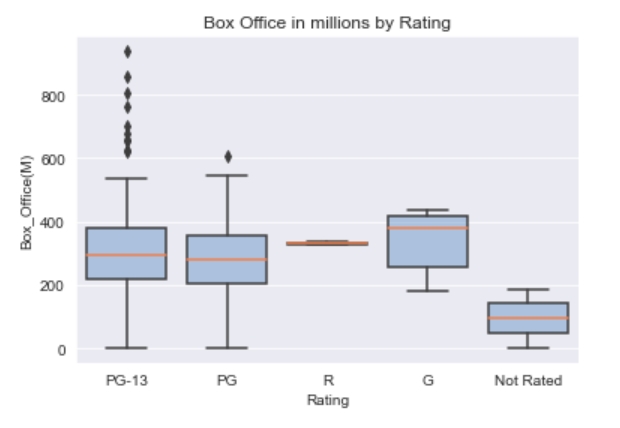 Box Office in millions by Rating
Box_Office(M)
800
600
400
200
0
PG-13 PG R G Not Rated
Rating